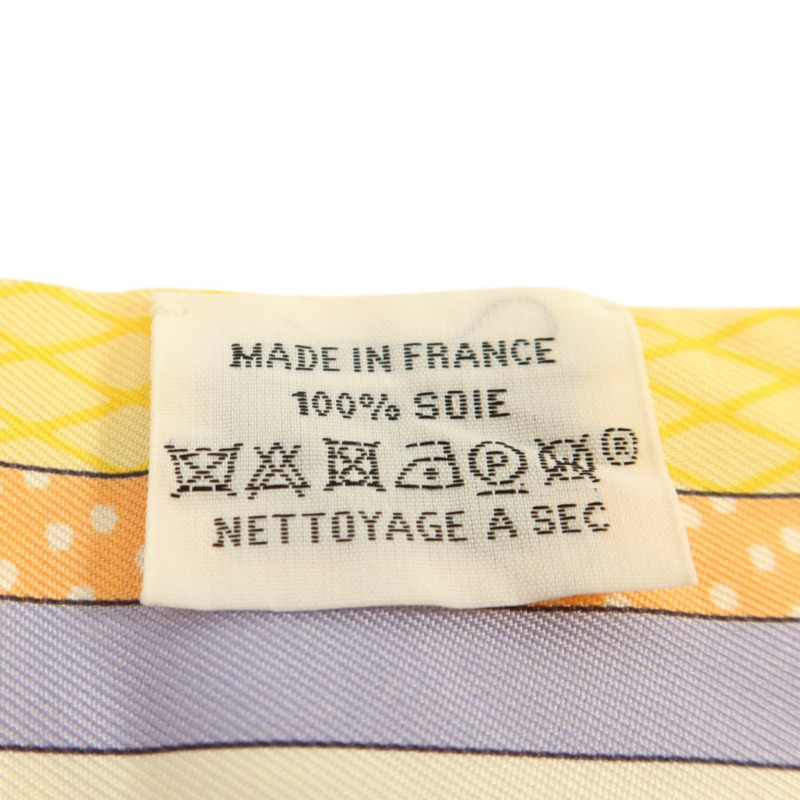 MADE IN FRANCE
100% SOIE
P W ®
NETTOYAGE A SEC